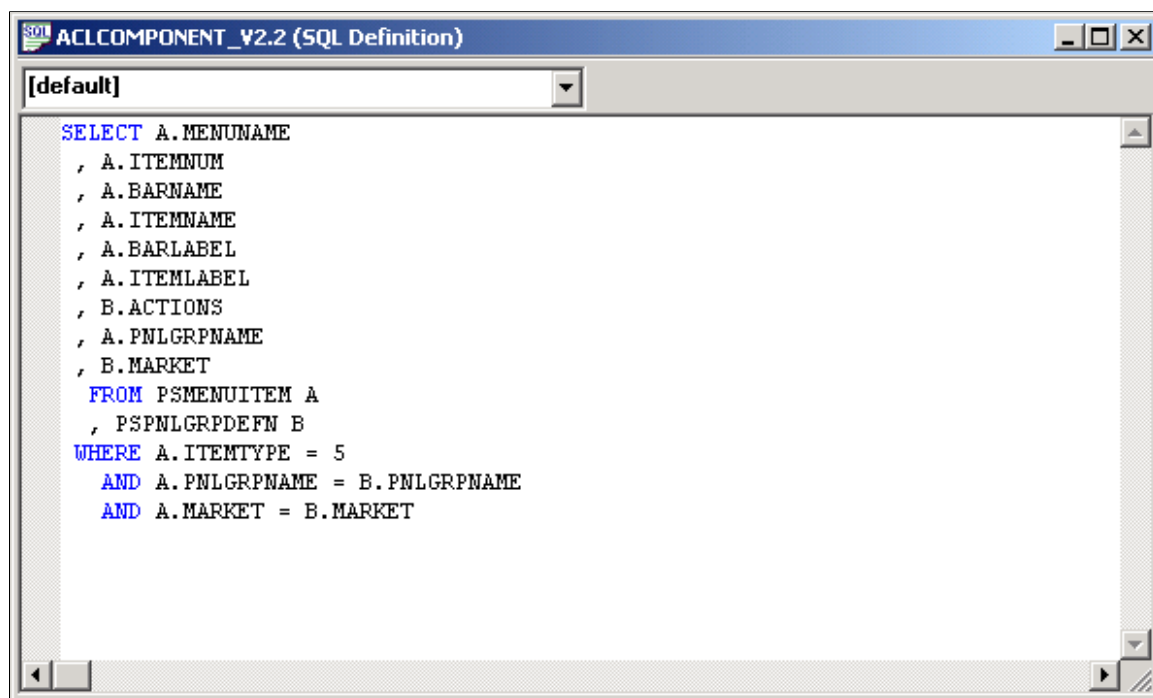 ACLCOMPONENT_V2.2 (SQL Definition)
[default]
SELECT A.MENUNAME
, A.ITEMNUM
, A.BARNAME
, A.ITEMNAME
, A.BARLABEL
, A.ITEMLABEL
, B.ACTIONS
, A.PNLGRPNAME
, B.MARKET
FROM PSMENUITEM A
, PSPNLGRPDEFN B
WHERE A.ITEMTYPE = 5
AND A.PNLGRPNAME = B.PNLGRPNAME
AND A.MARKET = B.MARKET